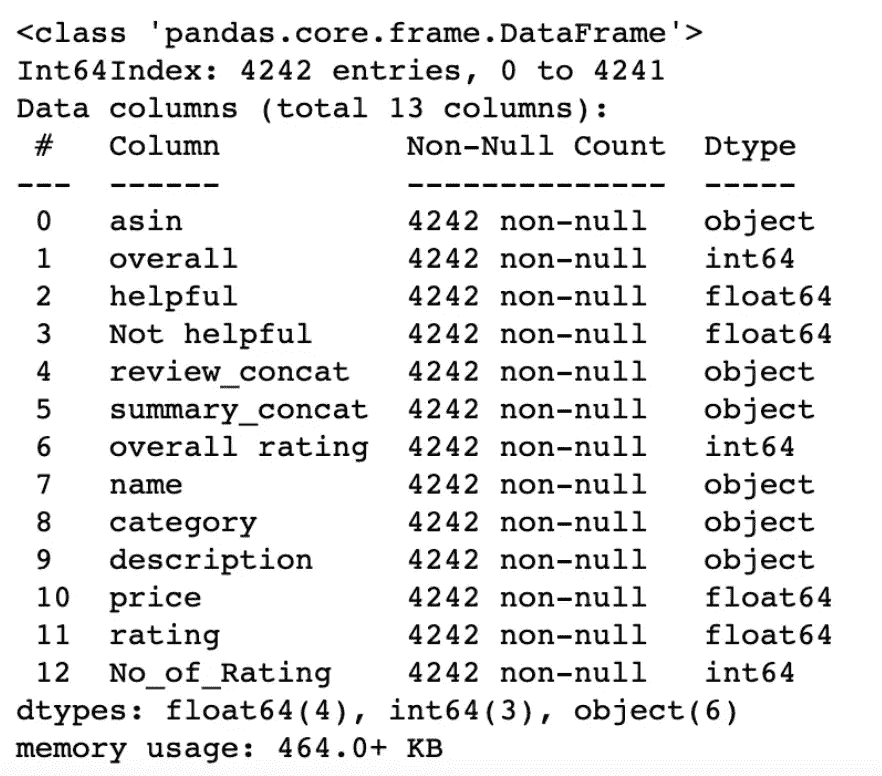 <class 'pandas.core.frame.DataFrame'>
Int64Index: 4242 entries, 0 to 4241
Data columns (total 13 columns):
 #   Column          Non-Null Count  Dtype
---  ------          --------------  -----
 0   asin            4242 non-null   object
 1   overall         4242 non-null   int64
 2   helpful         4242 non-null   float64
 3   Not helpful     4242 non-null   float64
 4   review_concat   4242 non-null   object
 5   summary_concat  4242 non-null   object
 6   overall rating  4242 non-null   int64
 7   name            4242 non-null   object
 8   category        4242 non-null   object
 9   description     4242 non-null   object
 10  price           4242 non-null   float64
 11  rating          4242 non-null   float64
 12  No_of_Rating    4242 non-null   int64
dtypes: float64(4), int64(3), object(6)
memory usage: 464.0+ KB